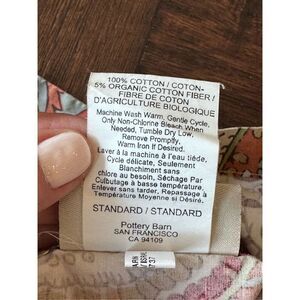 100% COTTON / COTON-
5% ORGANIC COTTON FIBER /
FIBRE DE COTON
D'AGRICULTURE BIOLOGIQUE
Machine Wash Warm, Gentle Cycle,
Only Non-Chlorine Bleach When
Needed, Tumble Dry Low,
Remove Promptly,
Warm Iron If Desired.
Laver à la machine à l'eau tiède,
Cycle délicate, Seulement
Blanchiment sans
chlore au besoin, Séchage Par
Culbutage à basse température,
Enlever sans tarder, Repassage à
Température Moyenne si Désiré.
STANDARD / STANDARD
Pottery Barn
SAN FRANCISCO
CA 94109